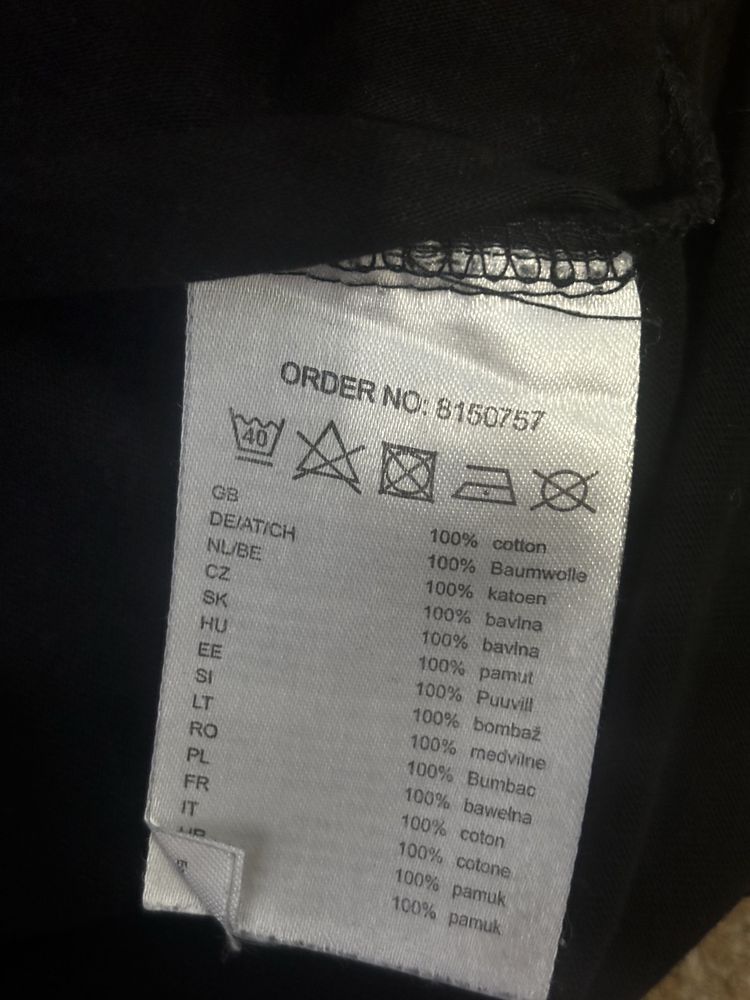 ORDER NO: 8150757
40
GB 100% cotton
DE/AT/CH 100% Baumwolle
NL/BE 100% katoen
CZ 100% bavlna
SK 100% bavlna
HU 100% pamut
EE 100% Puuvill
SI 100% bombaž
LT 100% medvilne
RO 100% Bumbac
PL 100% bawełna
FR 100% coton
IT 100% cotone
100% pamuk
100% pamuk